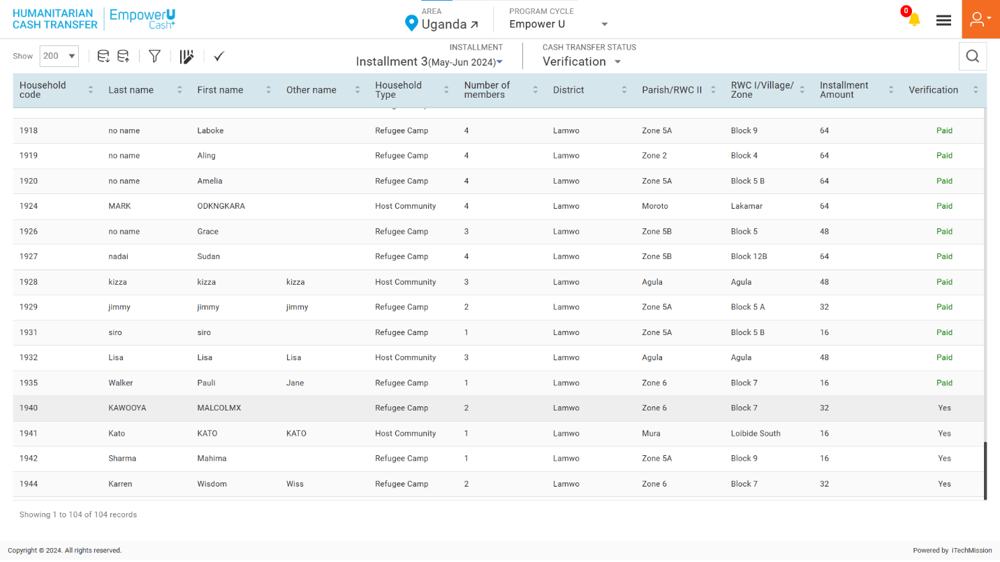 HUMANITARIAN
CASH TRANSFER
EmpowerU
Cash+
AREA
Uganda
PROGRAM CYCLE
Empower U
0
Show 200
INSTALLMENT
Installment 3(May-Jun 2024)
CASH TRANSFER STATUS
Verification
Household code Last name First name Other name Household Type Number of members District Parish/RWC II RWC I/Village/Zone Installment Amount Verification
1918 no name Laboke Refugee Camp 4 Lamwo Zone 5A Block 9 64 Paid
1919 no name Aling Refugee Camp 4 Lamwo Zone 2 Block 4 64 Paid
1920 no name Amelia Refugee Camp 4 Lamwo Zone 5A Block 5 B 64 Paid
1924 MARK ODKNGKARA Host Community 4 Lamwo Moroto Lakamar 64 Paid
1926 no name Grace Refugee Camp 3 Lamwo Zone 5B Block 5 48 Paid
1927 nadai Sudan Refugee Camp 4 Lamwo Zone 5B Block 12B 64 Paid
1928 kizza kizza kizza Host Community 3 Lamwo Agula Agula 48 Paid
1929 jimmy jimmy jimmy Refugee Camp 2 Lamwo Zone 5A Block 5 A 32 Paid
1931 siro siro Refugee Camp 1 Lamwo Zone 5A Block 5 B 16 Paid
1932 Lisa Lisa Lisa Host Community 3 Lamwo Agula Agula 48 Paid
1935 Walker Pauli Jane Refugee Camp 1 Lamwo Zone 6 Block 7 16 Paid
1940 KAWOOYA MALCOLMX Refugee Camp 2 Lamwo Zone 6 Block 7 32 Yes
1941 Kato KATO KATO Host Community 1 Lamwo Mura Loibide South 16 Yes
1942 Sharma Mahima Refugee Camp 1 Lamwo Zone 5A Block 9 16 Yes
1944 Karren Wisdom Wiss Refugee Camp 2 Lamwo Zone 6 Block 7 32 Yes
Showing 1 to 104 of 104 records
Copyright © 2024. All rights reserved.
Powered by iTechMission